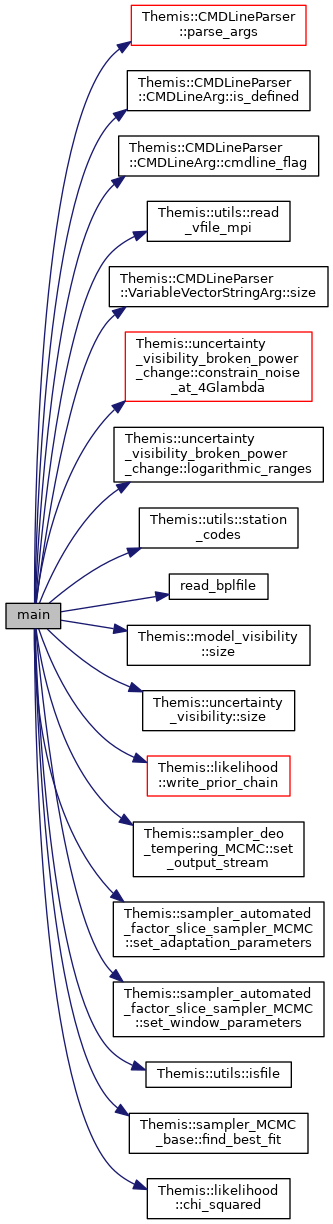 Themis::CMDLineParser
::parse_args
Themis::CMDLineParser
::CMDLineArg::is_defined
Themis::CMDLineParser
::CMDLineArg::cmdline_flag
Themis::utils::read
_vfile_mpi
Themis::CMDLineParser
::VariableVectorStringArg::size
Themis::uncertainty
_visibility_broken_power
_change::constrain_noise
_at_4Glambda
Themis::uncertainty
_visibility_broken_power
_change::logarithmic_ranges
Themis::utils::station
_codes
read_bplfile
main
Themis::model_visibility
::size
Themis::uncertainty
_visibility::size
Themis::likelihood
::write_prior_chain
Themis::sampler_deo
_tempering_MCMC::set
_output_stream
Themis::sampler_automated
_factor_slice_sampler_MCMC
::set_adaptation_parameters
Themis::sampler_automated
_factor_slice_sampler_MCMC
::set_window_parameters
Themis::utils::isfile
Themis::sampler_MCMC
_base::find_best_fit
Themis::likelihood
::chi_squared